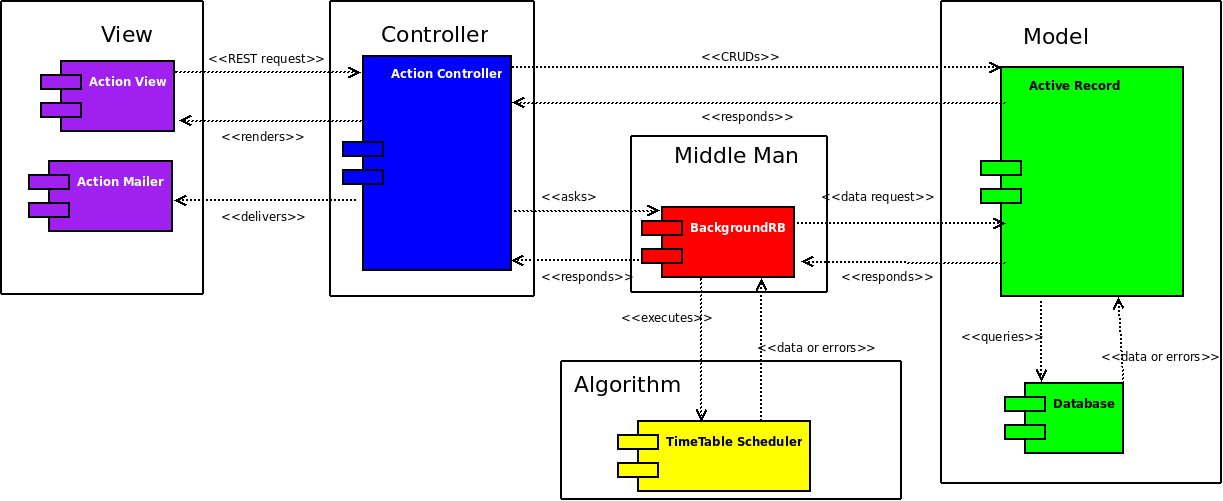 View
Controller
Model
<<REST request>>
<<CRUDs>>
Action View
Action Controller
Active Record
<<renders>>
<<responds>>
Middle Man
Action Mailer
<<asks>>
<<data request>>
<<delivers>>
BackgroundRB
<<responds>>
<<responds>>
<<executes>>
<<queries>>
<<data or errors>>
<<data or errors>>
Algorithm
Database
TimeTable Scheduler